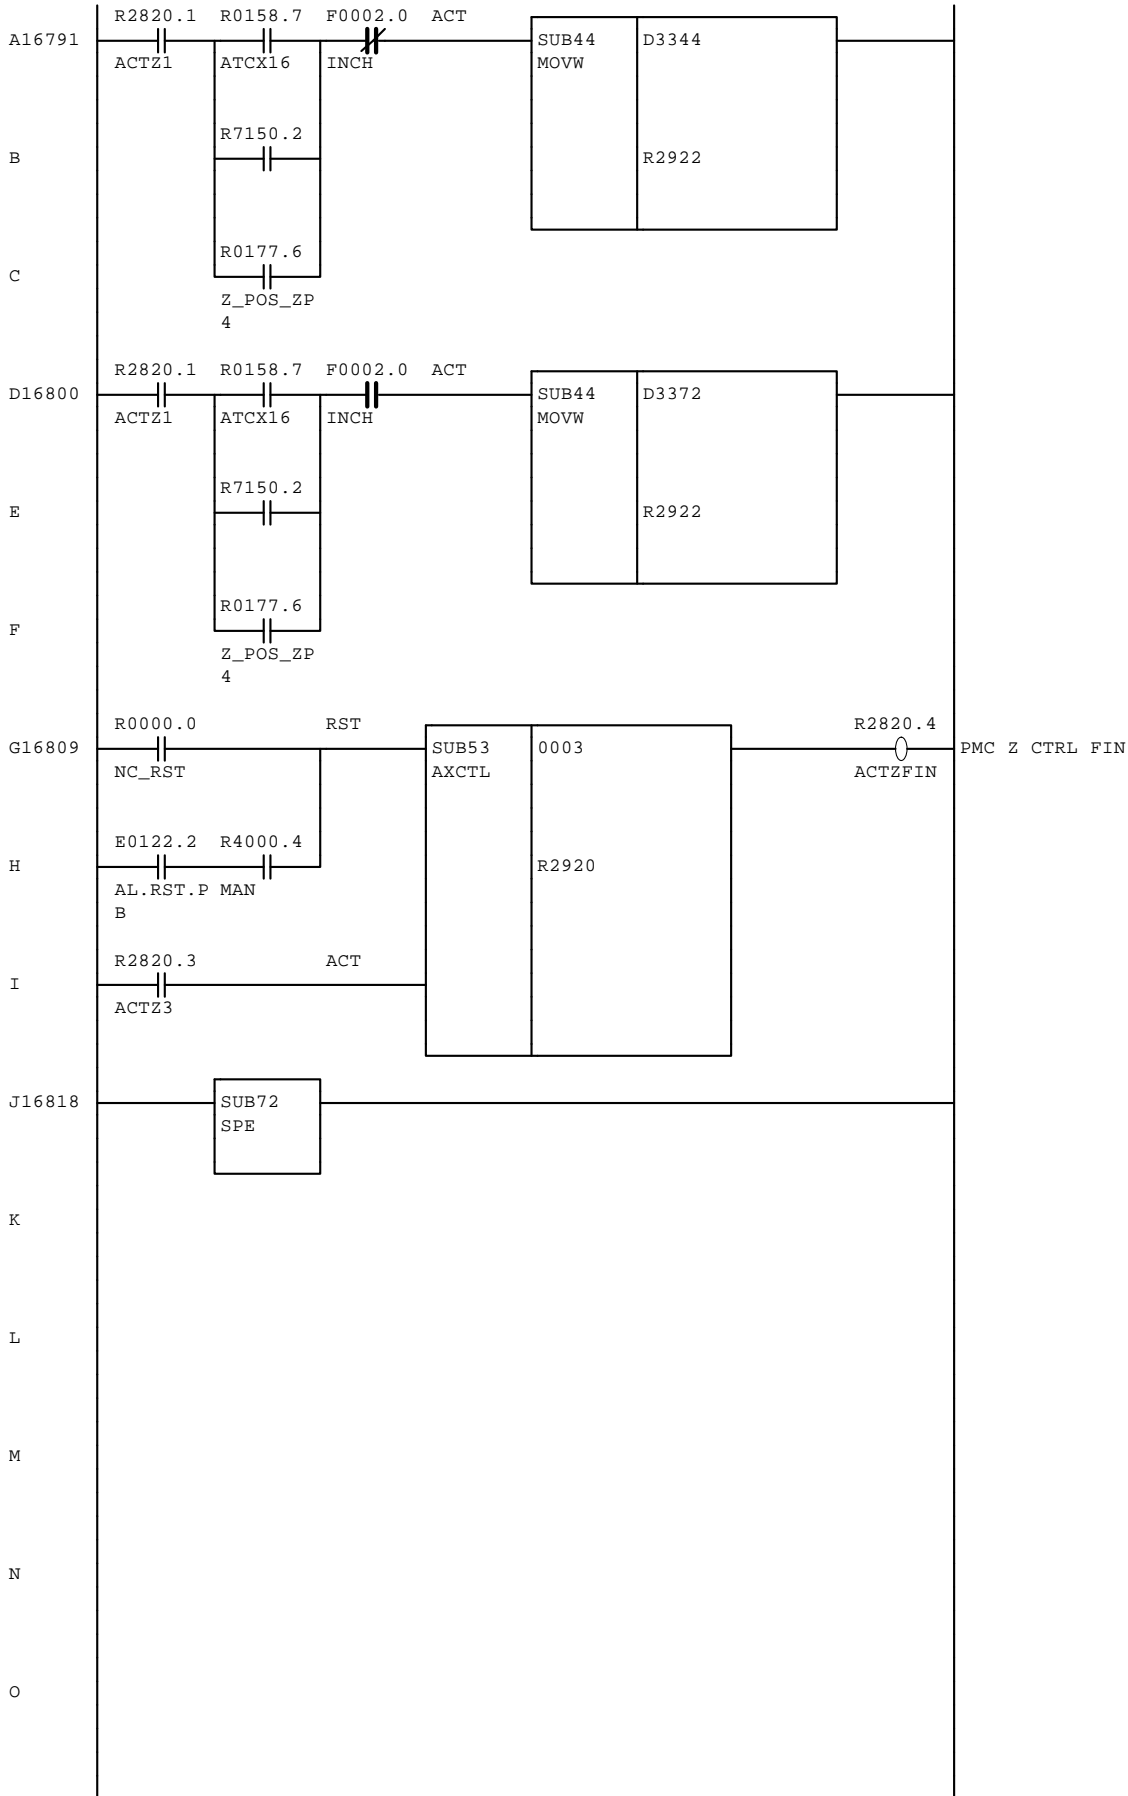 R2820.1 R0158.7 F0002.0 ACT
A16791 SUB44 D3344
ACTZ1 ATCX16 INCH MOVW
R7150.2
B R2922
R0177.6
C
Z_POS_ZP
4
R2820.1 R0158.7 F0002.0 ACT
D16800 SUB44 D3372
ACTZ1 ATCX16 INCH MOVW
R7150.2
E R2922
R0177.6
F
Z_POS_ZP
4
R0000.0 RST R2820.4
G16809 SUB53 0003 PMC Z CTRL FIN
NC_RST AXCTL ACTZFIN
E0122.2 R4000.4
H R2920
AL.RST.P MAN
B
R2820.3 ACT
I
ACTZ3
J16818 SUB72
SPE
K
L
M
N
O